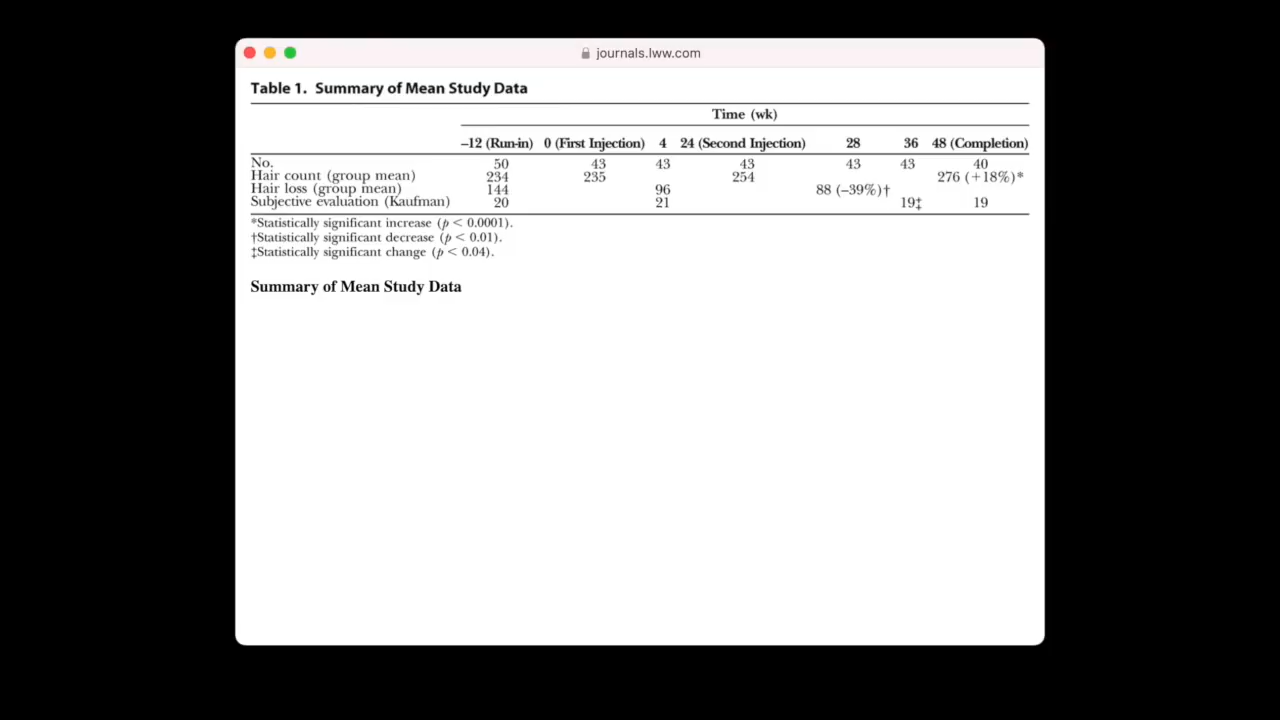 journals.lww.com
Table 1. Summary of Mean Study Data
Time (wk)
–12 (Run-in) 0 (First Injection) 4 24 (Second Injection) 28 36 48 (Completion)
No. 50 43 43 43 43 43 40
Hair count (group mean) 234 235 254 276 (+18%)*
Hair loss (group mean) 144 96 88 (–39%)†
Subjective evaluation (Kaufman) 20 21 19‡ 19
*Statistically significant increase (p < 0.0001).
†Statistically significant decrease (p < 0.01).
‡Statistically significant change (p < 0.04).
Summary of Mean Study Data